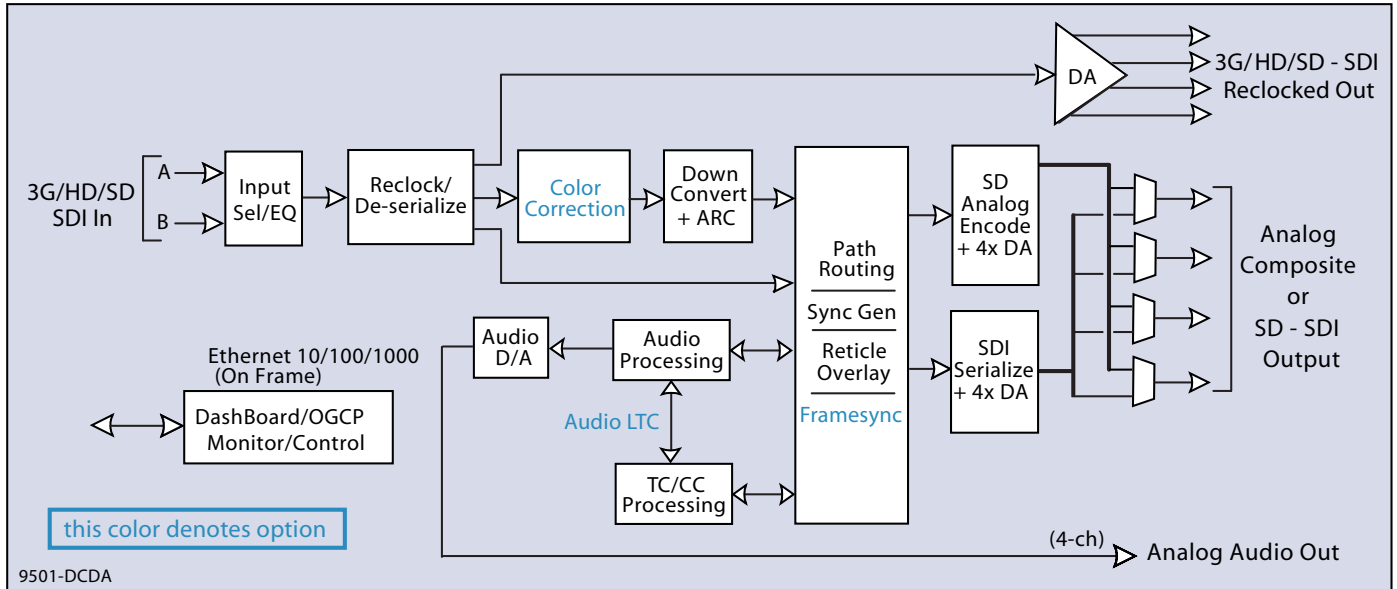 DA
3G/HD/SD - SDI
Reclocked Out
3G/HD/SD
SDI In
A
B
Input
Sel/EQ
Reclock/
De-serialize
Color
Correction
Down
Convert
+ ARC
Path
Routing
Sync Gen
Reticle
Overlay
Framesync
SD
Analog
Encode
+ 4x DA
SDI
Serialize
+ 4x DA
Analog
Composite
or
SD - SDI
Output
Audio
D/A
Audio
Processing
Audio LTC
TC/CC
Processing
Ethernet 10/100/1000
(On Frame)
DashBoard/OGCP
Monitor/Control
this color denotes option
(4-ch)
Analog Audio Out
9501-DCDA